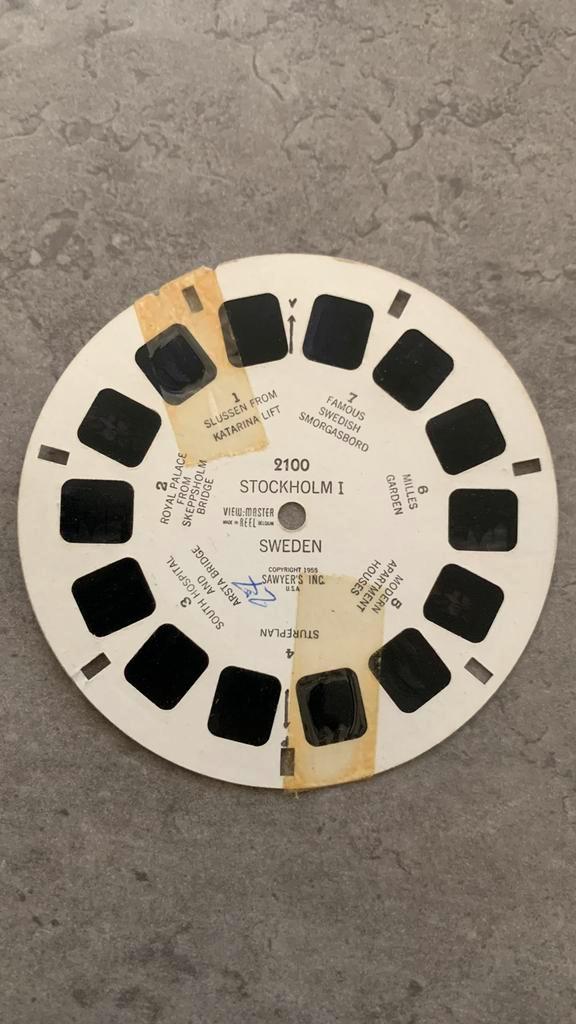 2100
STOCKHOLM I
VIEW-MASTER
MADE IN REEL BELGIUM
SWEDEN
COPYRIGHT 1955
SAWYER'S INC.
U.S.A
1
SLUSSEN FROM
KATARINA LIFT
2
ROYAL PALACE
FROM
SKEPPSHOLM
BRIDGE
3
SOUTH HOSPITAL
AND
ARSTA BRIDGE
4
STUREPLAN
5
MODERN
APARTMENT
HOUSES
6
MILLES
GARDEN
7
FAMOUS
SWEDISH
SMORGASBORD